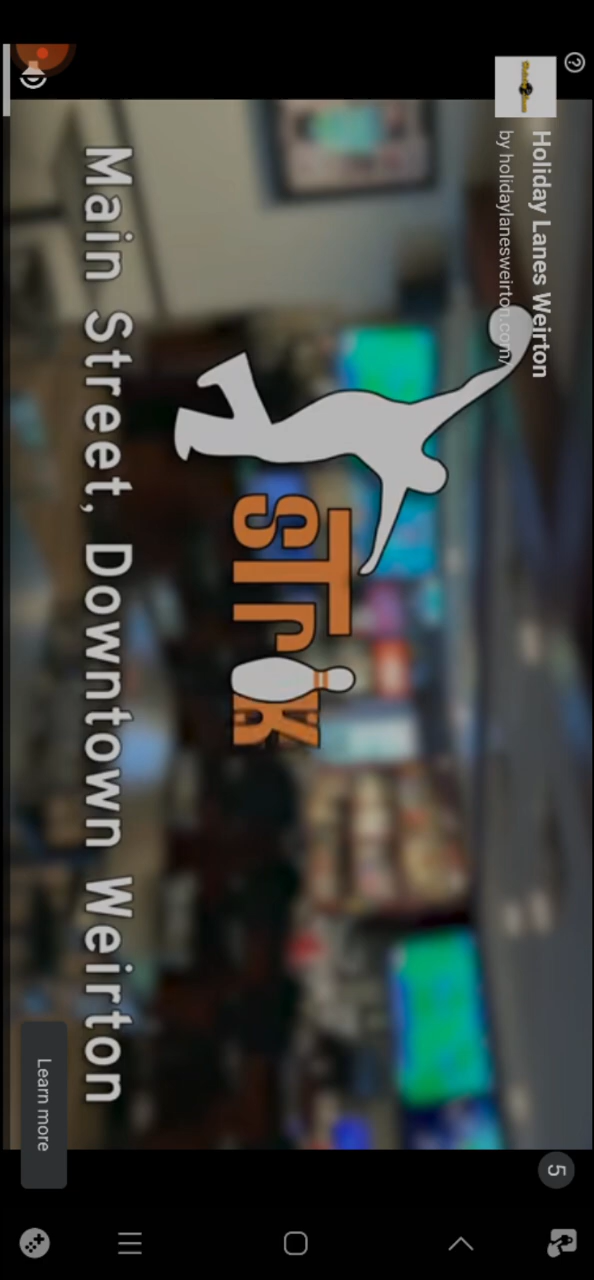 Holiday Lanes Weirton
by holidaylanesweirton.com/
STriK
Main Street, Downtown Weirton
Learn more
5
?